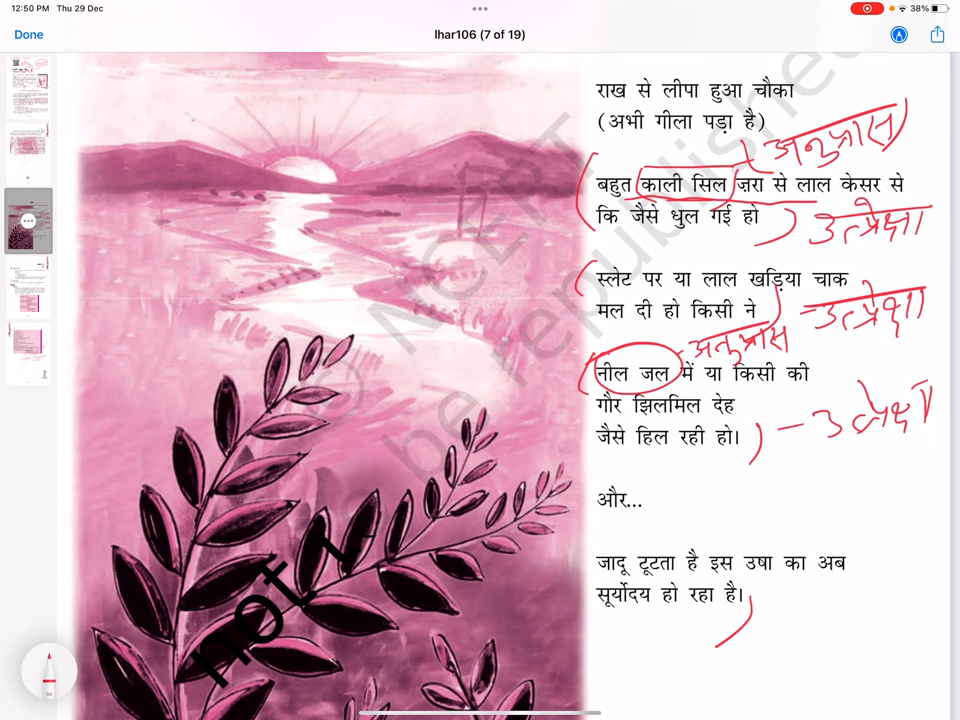 12:50 PM Thu 29 Dec
38%
Done
lhar106 (7 of 19)
राख से लीपा हुआ चौका
(अभी गीला पड़ा है)
अनुप्रास
बहुत काली सिल ज़रा से लाल केसर से
कि जैसे धुल गई हो
उत्प्रेक्षा
स्लेट पर या लाल खड़िया चाक
मल दी हो किसी ने
- उत्प्रेक्षा
- अनुप्रास
नील जल में या किसी की
गौर झिलमिल देह
जैसे हिल रही हो।
- उत्प्रेक्षा
और...
जादू टूटता है इस उषा का अब
सूर्योदय हो रहा है।
© NCERT
not be republished